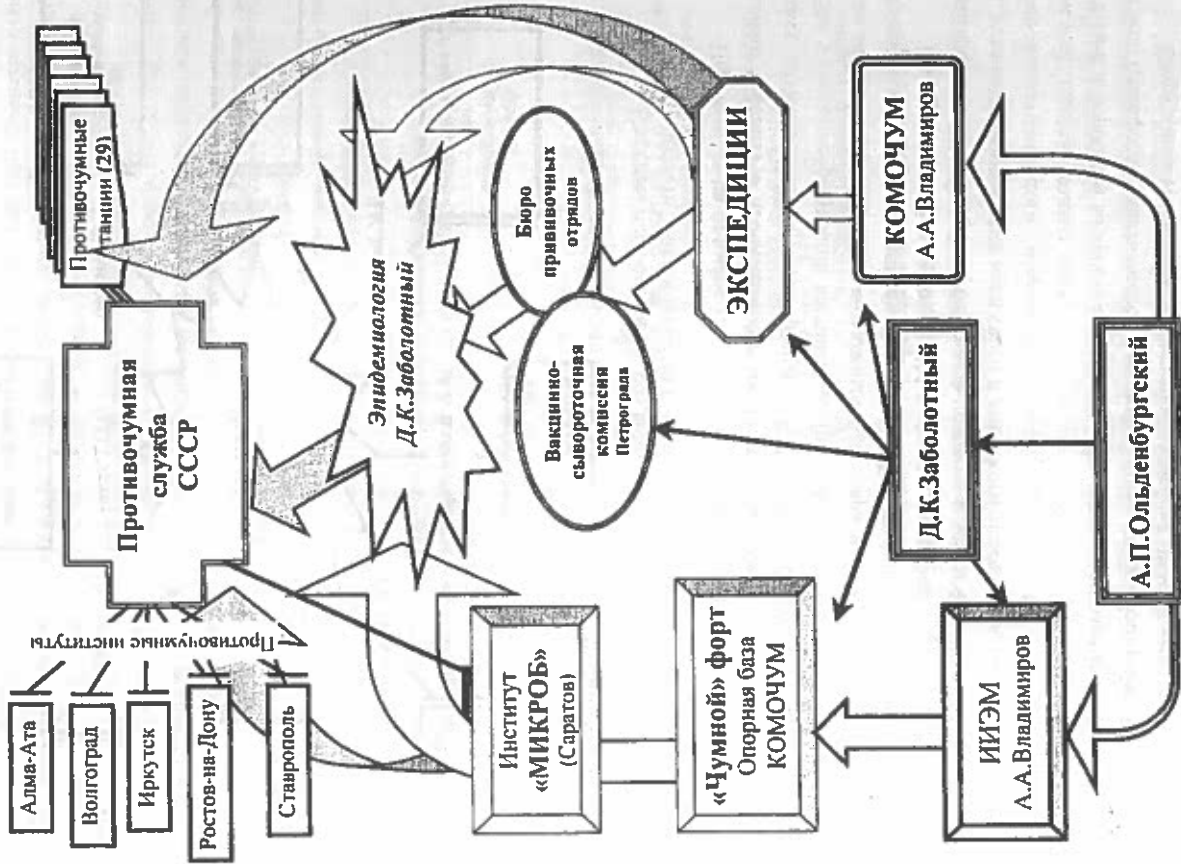 Алма-Ата
Волгоград
Иркутск
Ростов-на-Дону
Ставрополь
Противочумные институты
Противочумная
служба
СССР
Противочумные
станции (29)
Эпидемиология
Д.К.Заболотный
Институт
«МИКРОБ»
(Саратов)
Вакцинно-
сывороточная
комиссия
Петрограда
Бюро
прививочных
отрядов
«Чумной» форт
Опорная база
КОМОЧУМ
ЭКСПЕДИЦИИ
ИИЭМ
А.А.Владимиров
Д.К.Заболотный
КОМОЧУМ
А.А.Владимиров
А.П.Ольденбургский